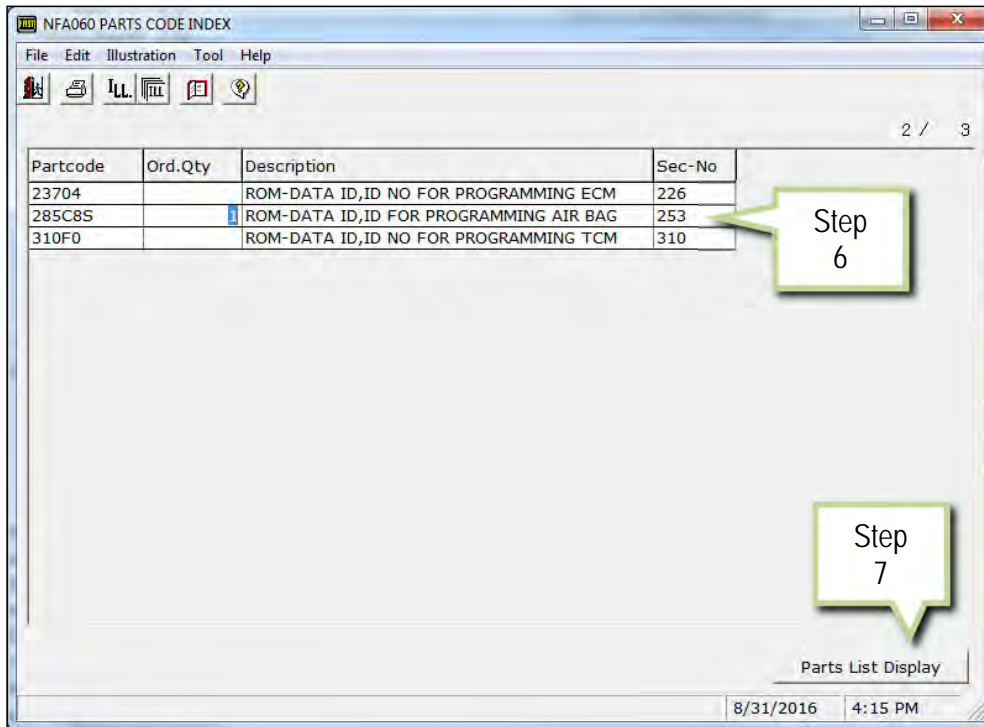 FAST NFA060 PARTS CODE INDEX
File Edit Illustration Tool Help
ILL. ILL
2 / 3
Partcode Ord.Qty Description Sec-No
23704 ROM-DATA ID,ID NO FOR PROGRAMMING ECM 226
285C8S 1 ROM-DATA ID,ID FOR PROGRAMMING AIR BAG 253
310F0 ROM-DATA ID,ID NO FOR PROGRAMMING TCM 310
Step
6
Step
7
Parts List Display
8/31/2016 4:15 PM